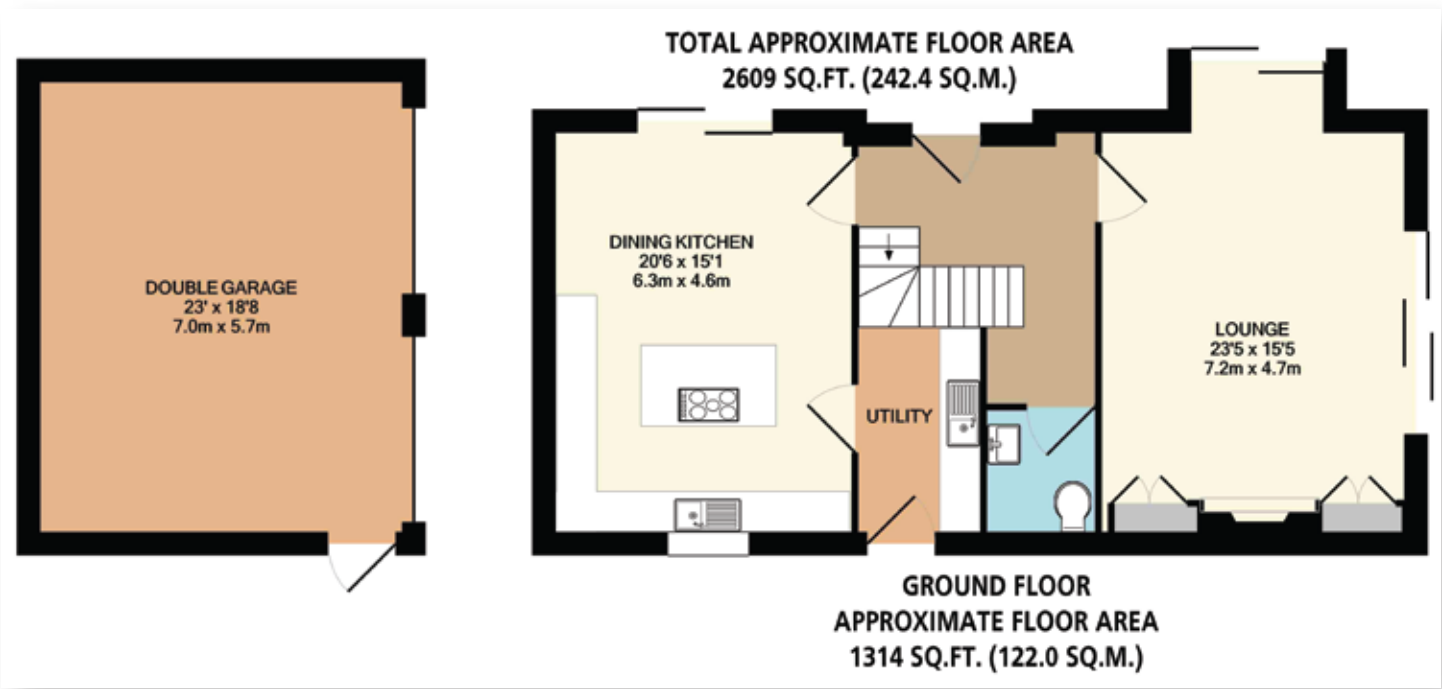 TOTAL APPROXIMATE FLOOR AREA
2609 SQ.FT. (242.4 SQ.M.)
DOUBLE GARAGE
23' x 18'8
7.0m x 5.7m
DINING KITCHEN
20'6 x 15'1
6.3m x 4.6m
UTILITY
LOUNGE
23'5 x 15'5
7.2m x 4.7m
GROUND FLOOR
APPROXIMATE FLOOR AREA
1314 SQ.FT. (122.0 SQ.M.)